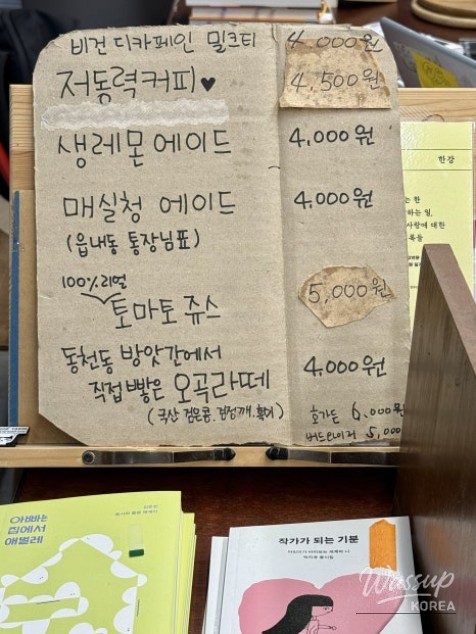 비건 디카페인 밀크티 4,000원
저동력커피♥ 4,500원
생레몬에이드 4,000원
매실청 에이드 4,000원
(읍내동 통장님표)
100% 리얼
토마토 쥬스 5,000원
동천동 방앗간에서
직접 빻은 오곡라떼 4,000원
(국산 검은콩, 검정깨, 흑미)
호가든 6,000원
버드와이저 5,000
한강
아빠는
집에서
애벌레
작가가 되는 기분
Wassup
KOREA